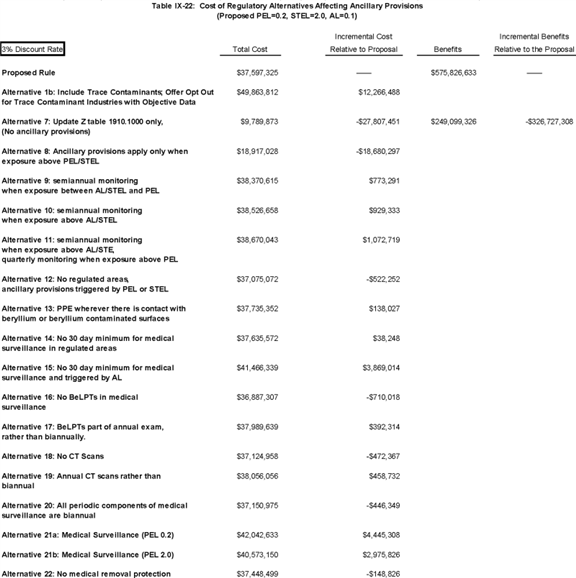 Table IX-22: Cost of Regulatory Alternatives Affecting Ancillary Provisions
(Proposed PEL=0.2, STEL=2.0, AL=0.1)
Incremental Cost Incremental Benefits
3% Discount Rate Total Cost Relative to Proposal Benefits Relative to the Proposal
Proposed Rule $37,597,325 —— $575,826,633 ——
Alternative 1b: Include Trace Contaminants; Offer Opt Out $49,863,812 $12,266,488
for Trace Contaminant Industries with Objective Data
Alternative 7: Update Z table 1910.1000 only, $9,789,873 -$27,807,451 $249,099,326 -$326,727,308
(No ancillary provisions)
Alternative 8: Ancillary provisions apply only when $18,917,028 -$18,680,297
exposure above PEL/STEL
Alternative 9: semiannual monitoring $38,370,615 $773,291
when exposure between AL/STEL and PEL
Alternative 10: semiannual monitoring $38,526,658 $929,333
when exposure above AL/STEL
Alternative 11: semiannual monitoring $38,670,043 $1,072,719
when exposure above AL/STE,
quarterly monitoring when exposure above PEL
Alternative 12: No regulated areas, $37,075,072 -$522,252
ancillary provisions triggered by PEL or STEL
Alternative 13: PPE wherever there is contact with $37,735,352 $138,027
beryllium or beryllium contaminated surfaces
Alternative 14: No 30 day minimum for medical $37,635,572 $38,248
surveillance in regulated areas
Alternative 15: No 30 day minimum for medical $41,466,339 $3,869,014
surveillance and triggered by AL
Alternative 16: No BeLPTs in medical $36,887,307 -$710,018
surveillance
Alternative 17: BeLPTs part of annual exam, $37,989,639 $392,314
rather than biannually.
Alternative 18: No CT Scans $37,124,958 -$472,367
Alternative 19: Annual CT scans rather than $38,056,056 $458,732
biannual
Alternative 20: All periodic components of medical $37,150,975 -$446,349
surveillance are biannual
Alternative 21a: Medical Surveillance (PEL 0.2) $42,042,633 $4,445,308
Alternative 21b: Medical Surveillance (PEL 2.0) $40,573,150 $2,975,826
Alternative 22: No medical removal protection $37,448,499 -$148,826